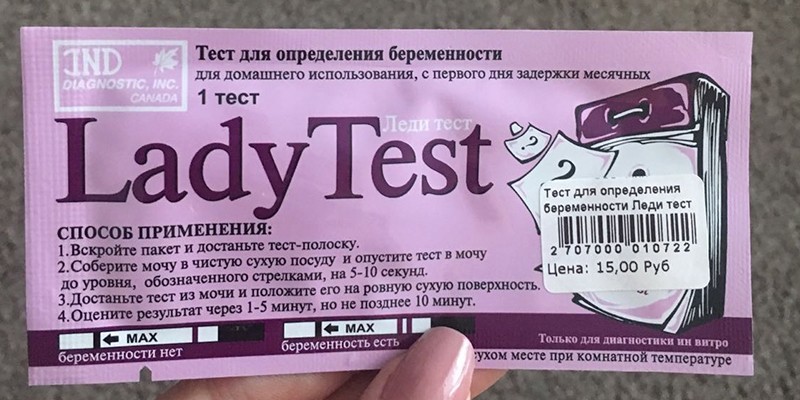 IND
DIAGNOSTIC, INC.
CANADA
Тест для определения беременности
для домашнего использования, с первого дня задержки месячных
1 тест
Леди тест
LadyTest
Тест для определения
беременности Леди тест
2 707000 010722
Цена: 15,00 Руб
СПОСОБ ПРИМЕНЕНИЯ:
1.Вскройте пакет и достаньте тест-полоску.
2.Соберите мочу в чистую сухую посуду и опустите тест в мочу
до уровня, обозначенного стрелками, на 5-10 секунд.
3.Достаньте тест из мочи и положите его на ровную сухую поверхность.
4.Оцените результат через 1-5 минут, но не позднее 10 минут.
MAX
MAX
беременности нет
беременность есть
Только для диагностики ин витро
сухом месте при комнатной температуре